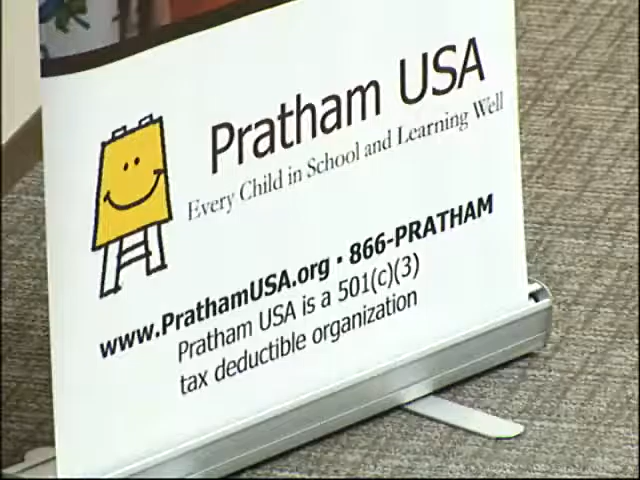 Pratham USA
Every Child in School and Learning Well
www.PrathamUSA.org • 866-PRATHAM
Pratham USA is a 501(c)(3)
tax deductible organization